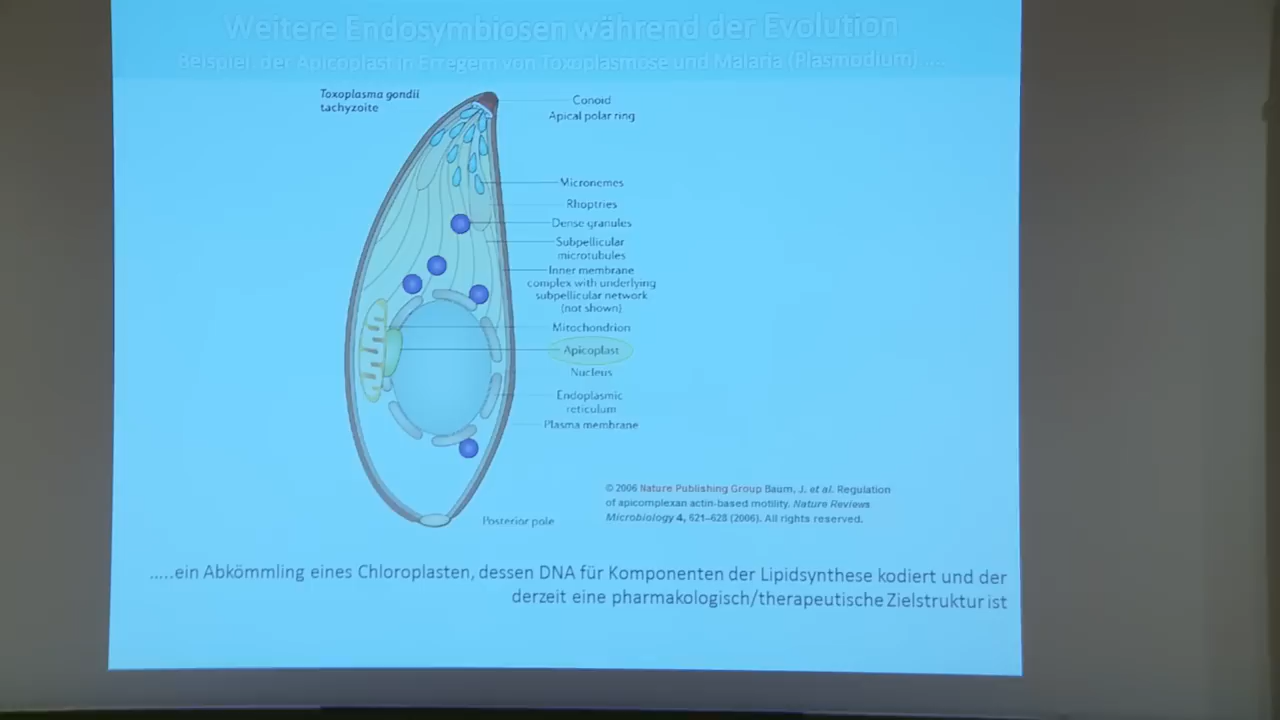 Weitere Endosymbiosen während der Evolution
Beispiel: der Apicoplast in Erregern von Toxoplasmose und Malaria (Plasmodium) ....
Toxoplasma gondii
tachyzoite
Conoid
Apical polar ring
Micronemes
Rhoptries
Dense granules
Subpellicular
microtubules
Inner membrane
complex with underlying
subpellicular network
(not shown)
Mitochondrion
Apicoplast
Nucleus
Endoplasmic
reticulum
Plasma membrane
Posterior pole
© 2006 Nature Publishing Group Baum, J. et al. Regulation
of apicomplexan actin-based motility. Nature Reviews
Microbiology 4, 621–628 (2006). All rights reserved.
.....ein Abkömmling eines Chloroplasten, dessen DNA für Komponenten der Lipidsynthese kodiert und der
derzeit eine pharmakologisch/therapeutische Zielstruktur ist